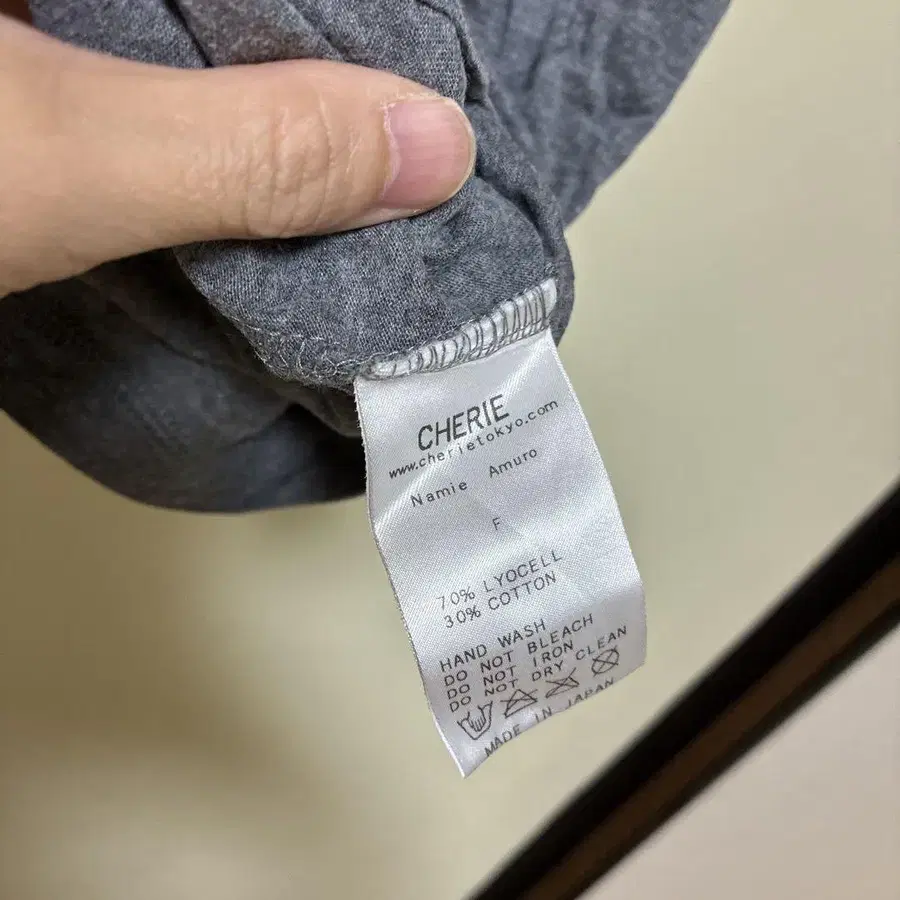 CHERIE
www.cherietokyo.com
Namie Amuro
F
70% LYOCELL
30% COTTON
HAND WASH
DO NOT BLEACH
DO NOT IRON
DO NOT DRY CLEAN
MADE IN JAPAN